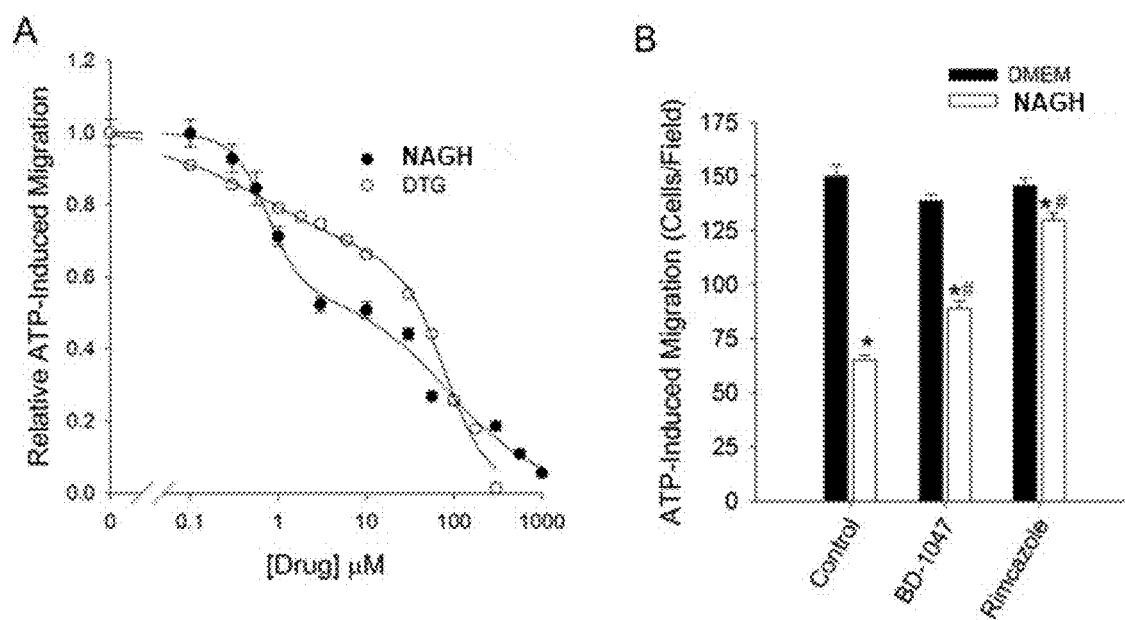 A
Relative ATP-Induced Migration
1.2
1.0
0.8
0.6
0.4
0.2
0.0
NAGH
DTG
0
0.1
1
10
100
1000
[Drug] µM
B
DMEM
NAGH
ATP-Induced Migration (Cells/Field)
175
150
125
100
75
50
25
0
*
*#
*#
Control
BD-1047
Rimcazole